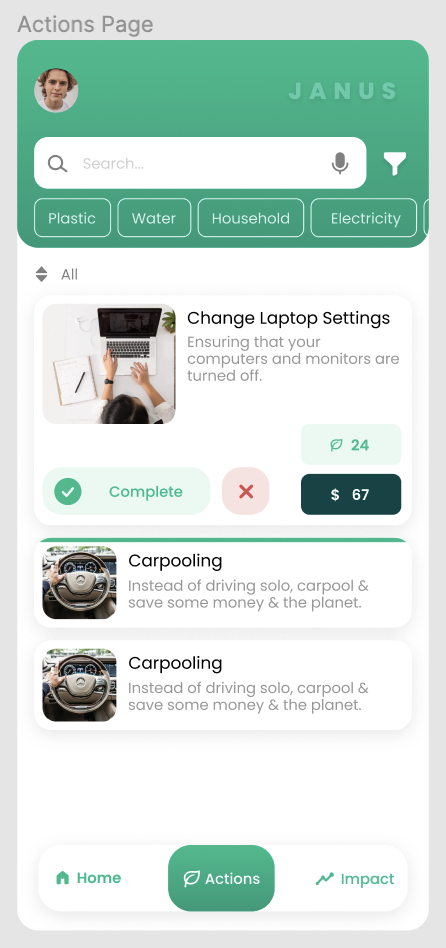 Actions Page
JANUS
Search...
Plastic
Water
Household
Electricity
All
Change Laptop Settings
Ensuring that your
computers and monitors are
turned off.
24
Complete
$ 67
Carpooling
Instead of driving solo, carpool &
save some money & the planet.
Carpooling
Instead of driving solo, carpool &
save some money & the planet.
Home
Actions
Impact